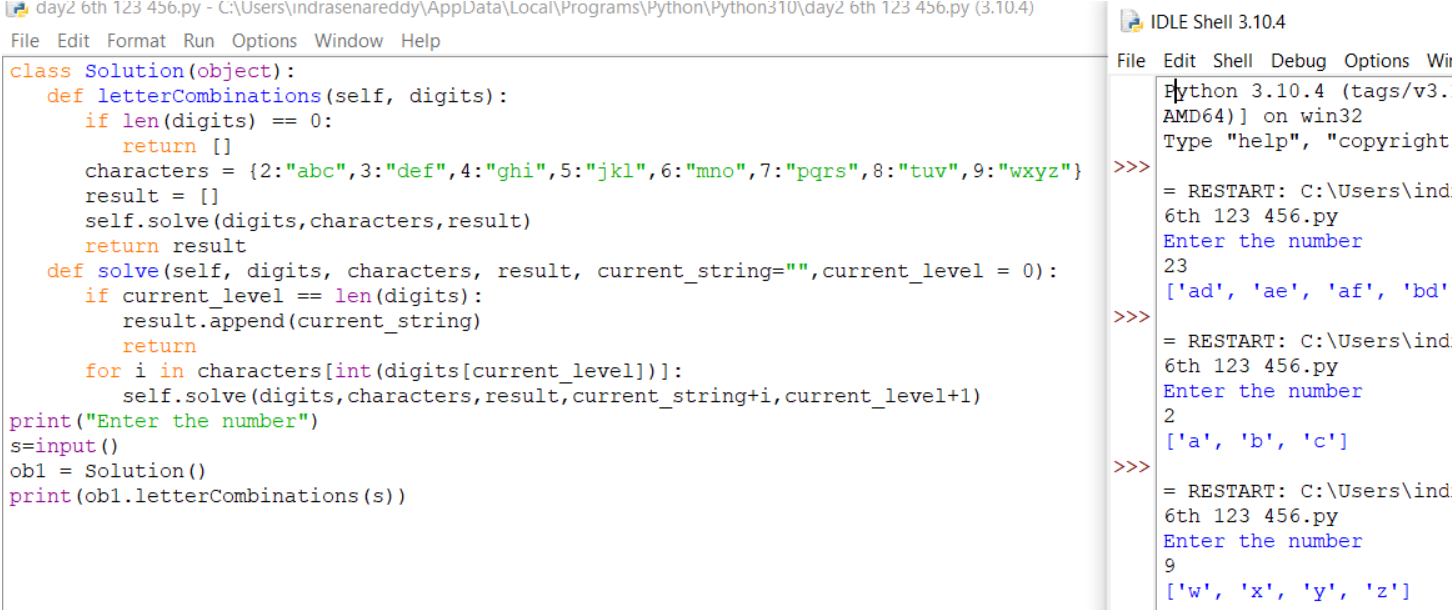 day2 6th 123 456.py - C:\Users\indrasenareddy\AppData\Local\Programs\Python\Python310\day2 6th 123 456.py (3.10.4)
File Edit Format Run Options Window Help
class Solution(object):
   def letterCombinations(self, digits):
      if len(digits) == 0:
         return []
      characters = {2:"abc",3:"def",4:"ghi",5:"jkl",6:"mno",7:"pqrs",8:"tuv",9:"wxyz"}
      result = []
      self.solve(digits,characters,result)
      return result
   def solve(self, digits, characters, result, current_string="",current_level = 0):
      if current_level == len(digits):
         result.append(current_string)
         return
      for i in characters[int(digits[current_level])]:
         self.solve(digits,characters,result,current_string+i,current_level+1)
print("Enter the number")
s=input()
ob1 = Solution()
print(ob1.letterCombinations(s))
IDLE Shell 3.10.4
File Edit Shell Debug Options Win
Python 3.10.4 (tags/v3.
AMD64)] on win32
Type "help", "copyright
>>>
= RESTART: C:\Users\ind
6th 123 456.py
Enter the number
23
['ad', 'ae', 'af', 'bd'
>>>
= RESTART: C:\Users\ind
6th 123 456.py
Enter the number
2
['a', 'b', 'c']
>>>
= RESTART: C:\Users\ind
6th 123 456.py
Enter the number
9
['w', 'x', 'y', 'z']